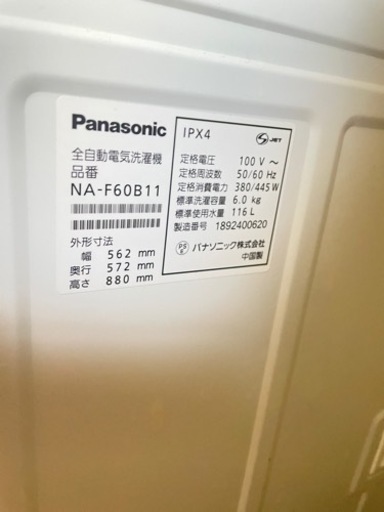 Panasonic
全自動電気洗濯機
品番
NA-F60B11
外形寸法
幅 562 mm
奥行 572 mm
高さ 880 mm
IPX4
S JET
定格電圧 100 V ～
定格周波数 50/60 Hz
定格消費電力 380/445 W
標準洗濯容量 6.0 kg
標準使用水量 116 L
製造番号 1892400620
PS E パナソニック株式会社
中国製